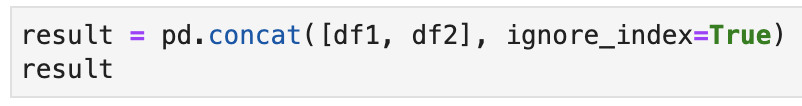 result = pd.concat([df1, df2], ignore_index=True)
result